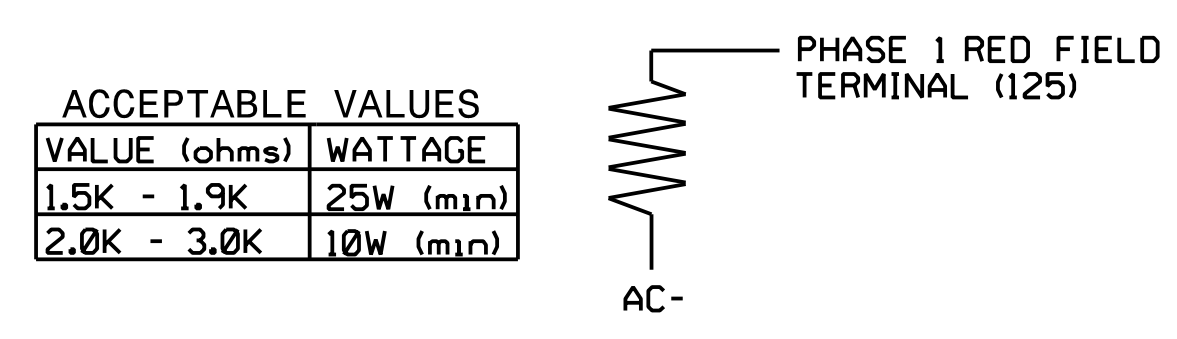 ACCEPTABLE VALUES
VALUE (ohms) WATTAGE
1.5K - 1.9K 25W (min)
2.0K - 3.0K 10W (min)
PHASE 1 RED FIELD
TERMINAL (125)
AC-